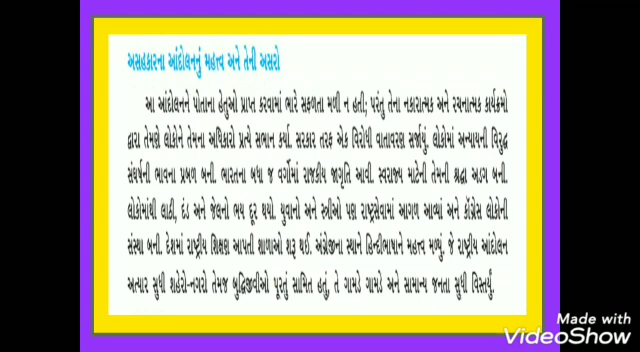 અસહકારના આંદોલનનું મહત્ત્વ અને તેની અસરો
આ આંદોલનને પોતાના હેતુઓ પ્રાપ્ત કરવામાં ભારે સફળતા મળી ન હતી; પરંતુ તેના નકારાત્મક અને રચનાત્મક કાર્યક્રમો
દ્વારા તેમણે લોકોને તેમના અધિકારો પ્રત્યે સભાન કર્યા. સરકાર તરફ એક વિરોધી વાતાવરણ સર્જાયું. લોકોમાં અન્યાયની વિરુદ્ધ
સંઘર્ષની ભાવના પ્રબળ બની. ભારતના બધા જ વર્ગોમાં રાજકીય જાગૃતિ આવી. સ્વરાજ્ય માટેની તેમની શ્રદ્ધા અડગ બની.
લોકોમાંથી લાઠી, દંડ અને જેલનો ભય દૂર થયો. યુવાનો અને સ્ત્રીઓ પણ રાષ્ટ્રસેવામાં આગળ આવ્યાં અને કૉંગ્રેસ લોકોની
સંસ્થા બની. દેશમાં રાષ્ટ્રીય શિક્ષણ આપતી શાળાઓ શરૂ થઈ. અંગ્રેજીના સ્થાને હિન્દીભાષાને મહત્ત્વ મળ્યું. જે રાષ્ટ્રીય આંદોલન
અત્યાર સુધી શહેરો-નગરો તેમજ બુદ્ધિજીવીઓ પૂરતું સીમિત હતું, તે ગામડે ગામડે અને સામાન્ય જનતા સુધી વિસ્તર્યું.
Made with
VideoShow